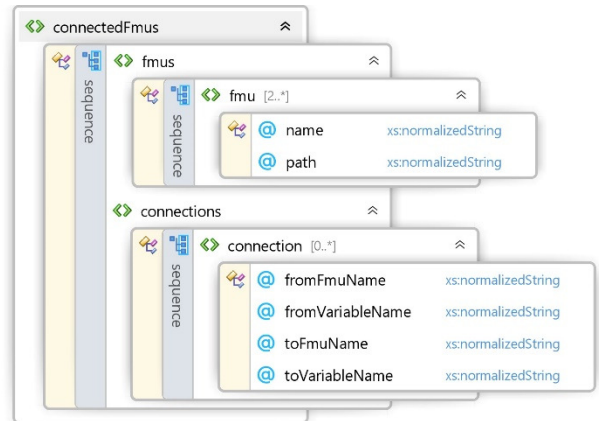 connectedFmus
sequence
fmus
sequence
fmu [2..*]
@ name xs:normalizedString
@ path xs:normalizedString
connections
sequence
connection [0..*]
@ fromFmuName xs:normalizedString
@ fromVariableName xs:normalizedString
@ toFmuName xs:normalizedString
@ toVariableName xs:normalizedString